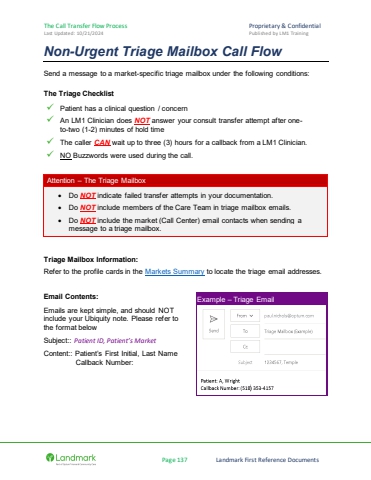 The Call Transfer Flow Process
Proprietary & Confidential
Last updated: 10/21/2024
Published by LM1 Training
Non-Urgent Triage Mailbox Call Flow
Send a message to a market-specific triage mailbox under the following conditions:
The Triage Checklist
✓ Patient has a clinical question / concern
✓ An LM1 Clinician does NOT answer your consult transfer attempt after one-
to-two (1-2) minutes of hold time
✓ The caller CAN wait up to three (3) hours for a callback from a LM1 Clinician.
✓ NO Buzzwords were used during the call.
Attention – The Triage Mailbox
• Do NOT indicate failed transfer attempts in your documentation.
• Do NOT include members of the Care Team in triage mailbox emails.
• Do NOT include the market (Call Center) email contacts when sending a
message to a triage mailbox.
Triage Mailbox Information:
Refer to the profile cards in the Markets Summary to locate the triage email addresses.
Email Contents:
Emails are kept simple, and should NOT
include your Ubiquity note. Please refer to
the format below
Subject:: Patient ID, Patient's Market
Content:: Patient's First Initial, Last Name
Callback Number:
Example – Triage Email
Send
From
To
Triage Mailbox (Example)
Cc
Subject
1234567, Temple
Patient: A, Wright
Callback Number: (518) 353-4157
Landmark
Page 137
Landmark First Reference Documents